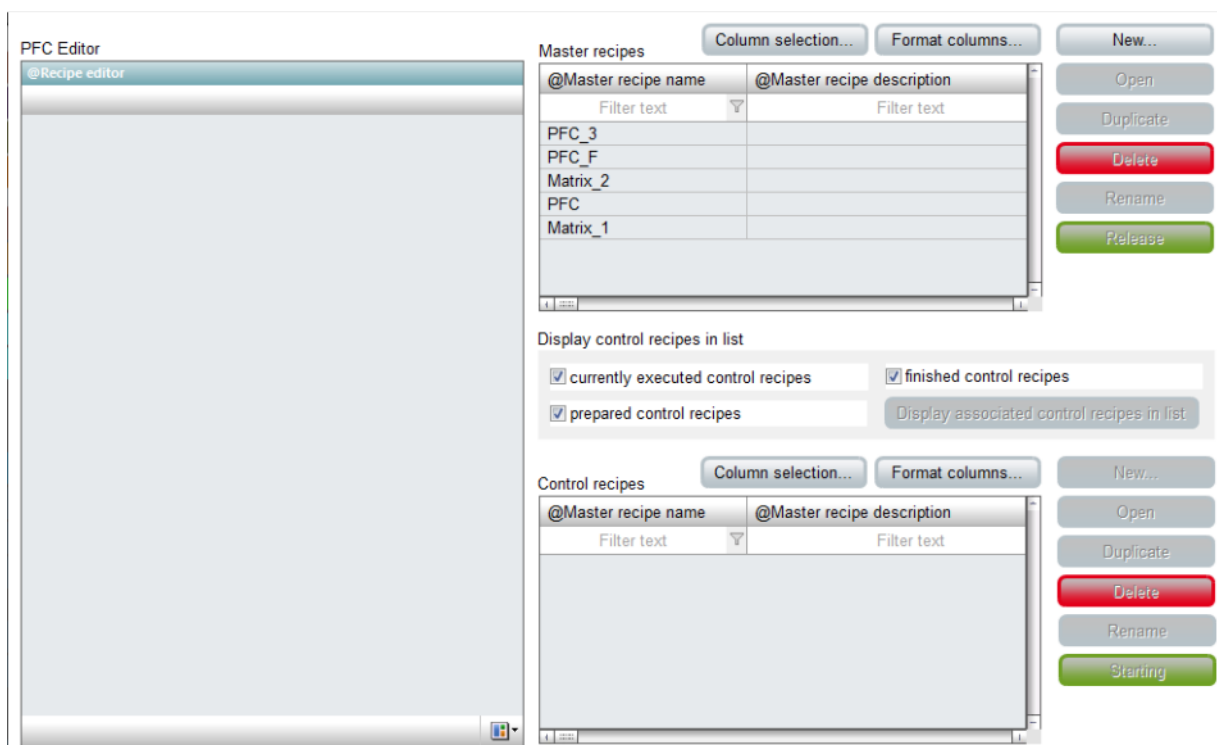 PFC Editor
@Recipe editor
Master recipes
Column selection...
Format columns...
@Master recipe name
@Master recipe description
Filter text
Filter text
PFC_3
PFC_F
Matrix_2
PFC
Matrix_1
New...
Open
Duplicate
Delete
Rename
Release
Display control recipes in list
currently executed control recipes
finished control recipes
prepared control recipes
Display associated control recipes in list
Control recipes
Column selection...
Format columns...
@Master recipe name
@Master recipe description
Filter text
Filter text
New...
Open
Duplicate
Delete
Rename
Starting